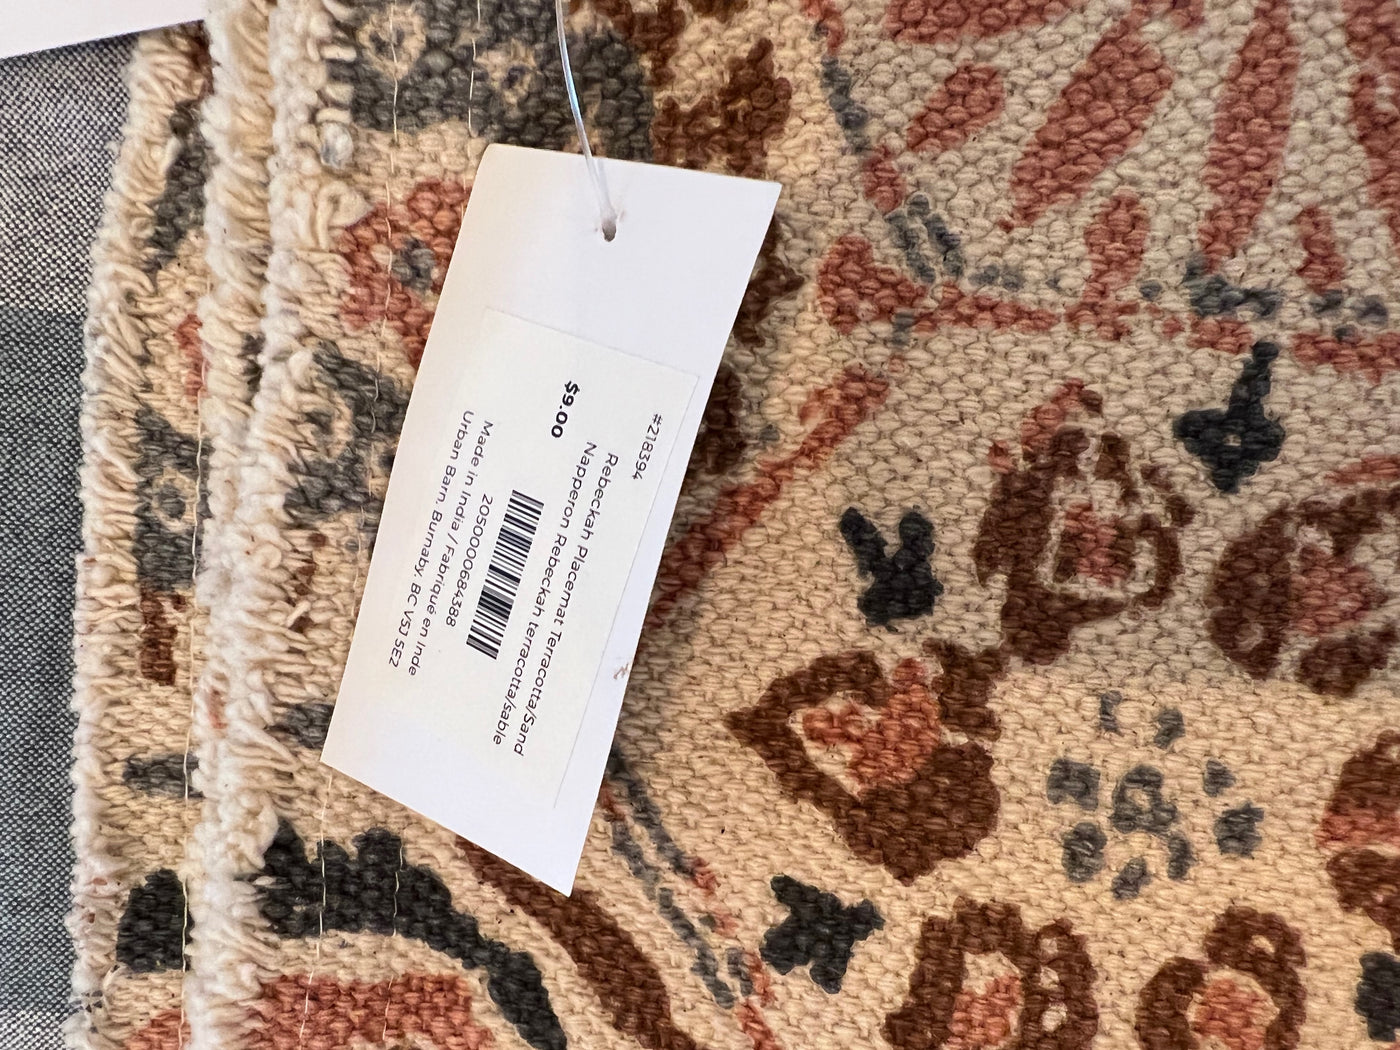 #218394
Rebeckah Placemat Terracotta/Sand
Napperon Rebeckah terracotta/sable
$9.00
2050000684388
Made in India / Fabriqué en Inde
Urban Barn, Burnaby, BC V5J 5E2